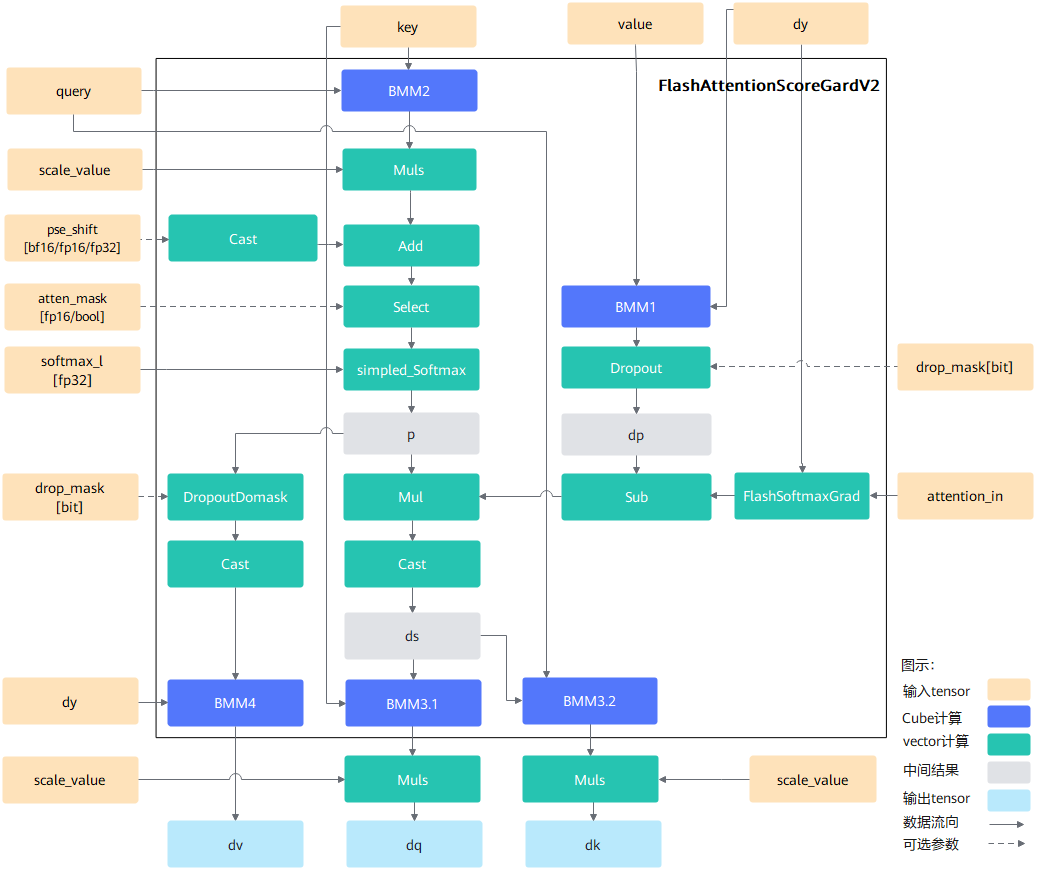 key
value
dy
FlashAttentionScoreGardV2
query
BMM2
scale_value
Muls
pse_shift
[bf16/fp16/fp32]
Cast
Add
atten_mask
[fp16/bool]
Select
BMM1
softmax_l
[fp32]
simpled_Softmax
Dropout
drop_mask[bit]
p
dp
drop_mask
[bit]
DropoutDomask
Mul
Sub
FlashSoftmaxGrad
attention_in
Cast
Cast
ds
dy
BMM4
BMM3.1
BMM3.2
scale_value
Muls
Muls
scale_value
dv
dq
dk
图示：
输入tensor
Cube计算
vector计算
中间结果
输出tensor
数据流向
可选参数